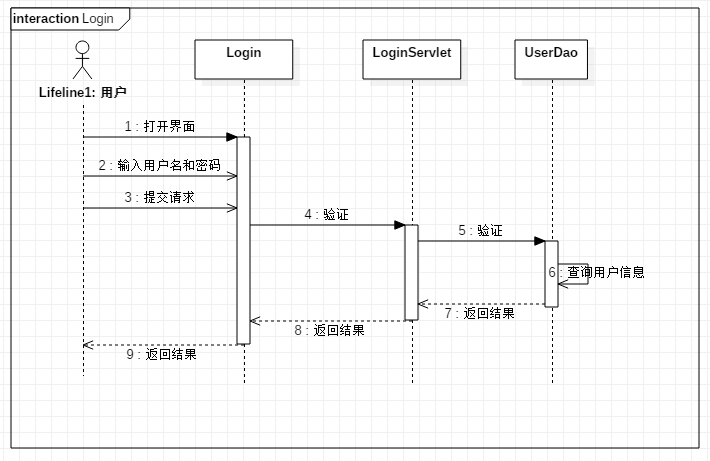 interaction Login
Login
LoginServlet
UserDao
Lifeline1: 用户
1 : 打开界面
2 : 输入用户名和密码
3 : 提交请求
4 : 验证
5 : 验证
6 : 查询用户信息
7 : 返回结果
8 : 返回结果
9 : 返回结果